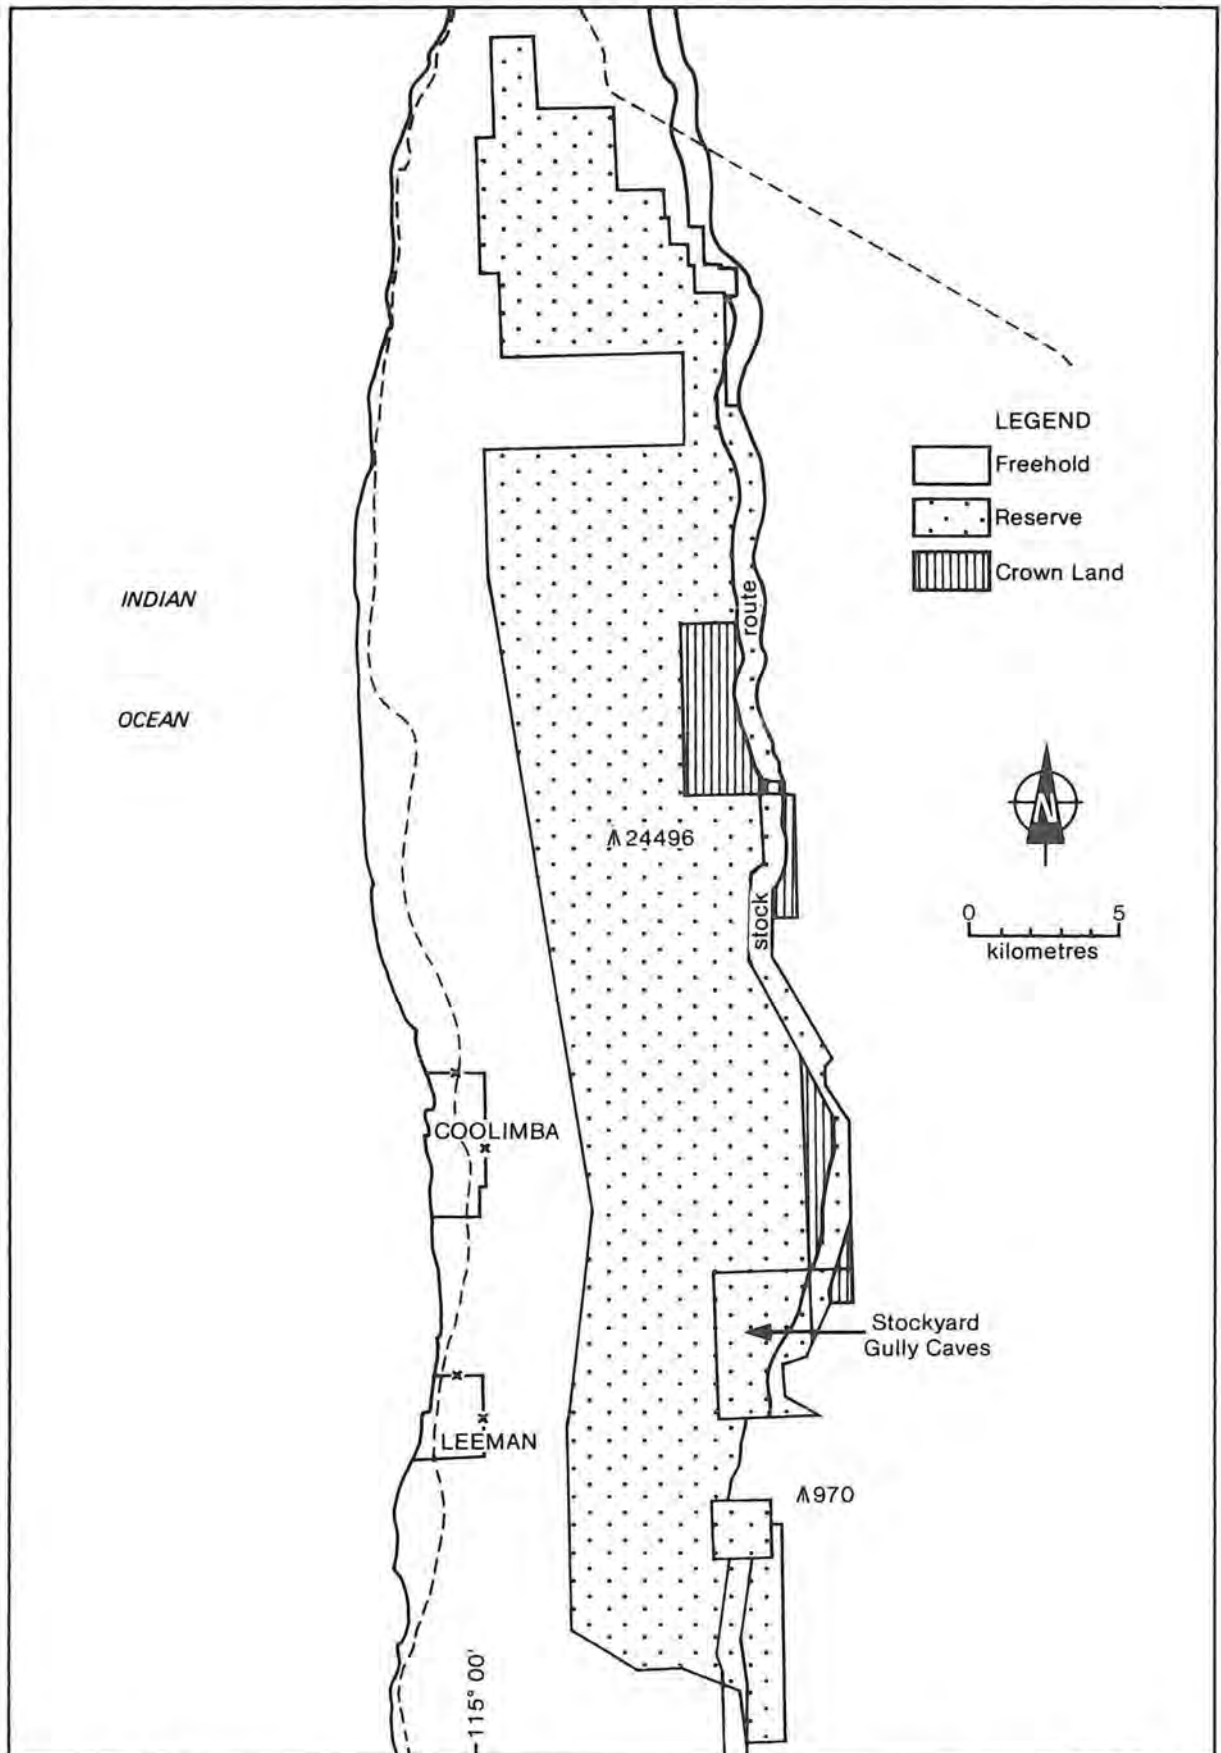 LEGEND
Freehold
Reserve
Crown Land
INDIAN
OCEAN
route
N
24496
0 5
kilometres
stock
COOLIMBA
Stockyard
Gully Caves
LEEMAN
970
115° 00'